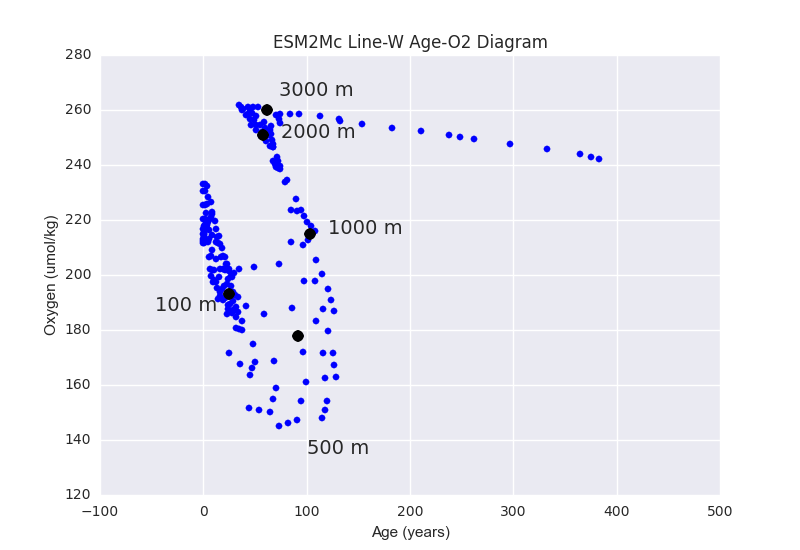 ESM2Mc Line-W Age-O2 Diagram
280
260
240
220
200
180
160
140
120
Oxygen (umol/kg)
3000 m
2000 m
1000 m
100 m
500 m
−100
0
100
200
300
400
500
Age (years)